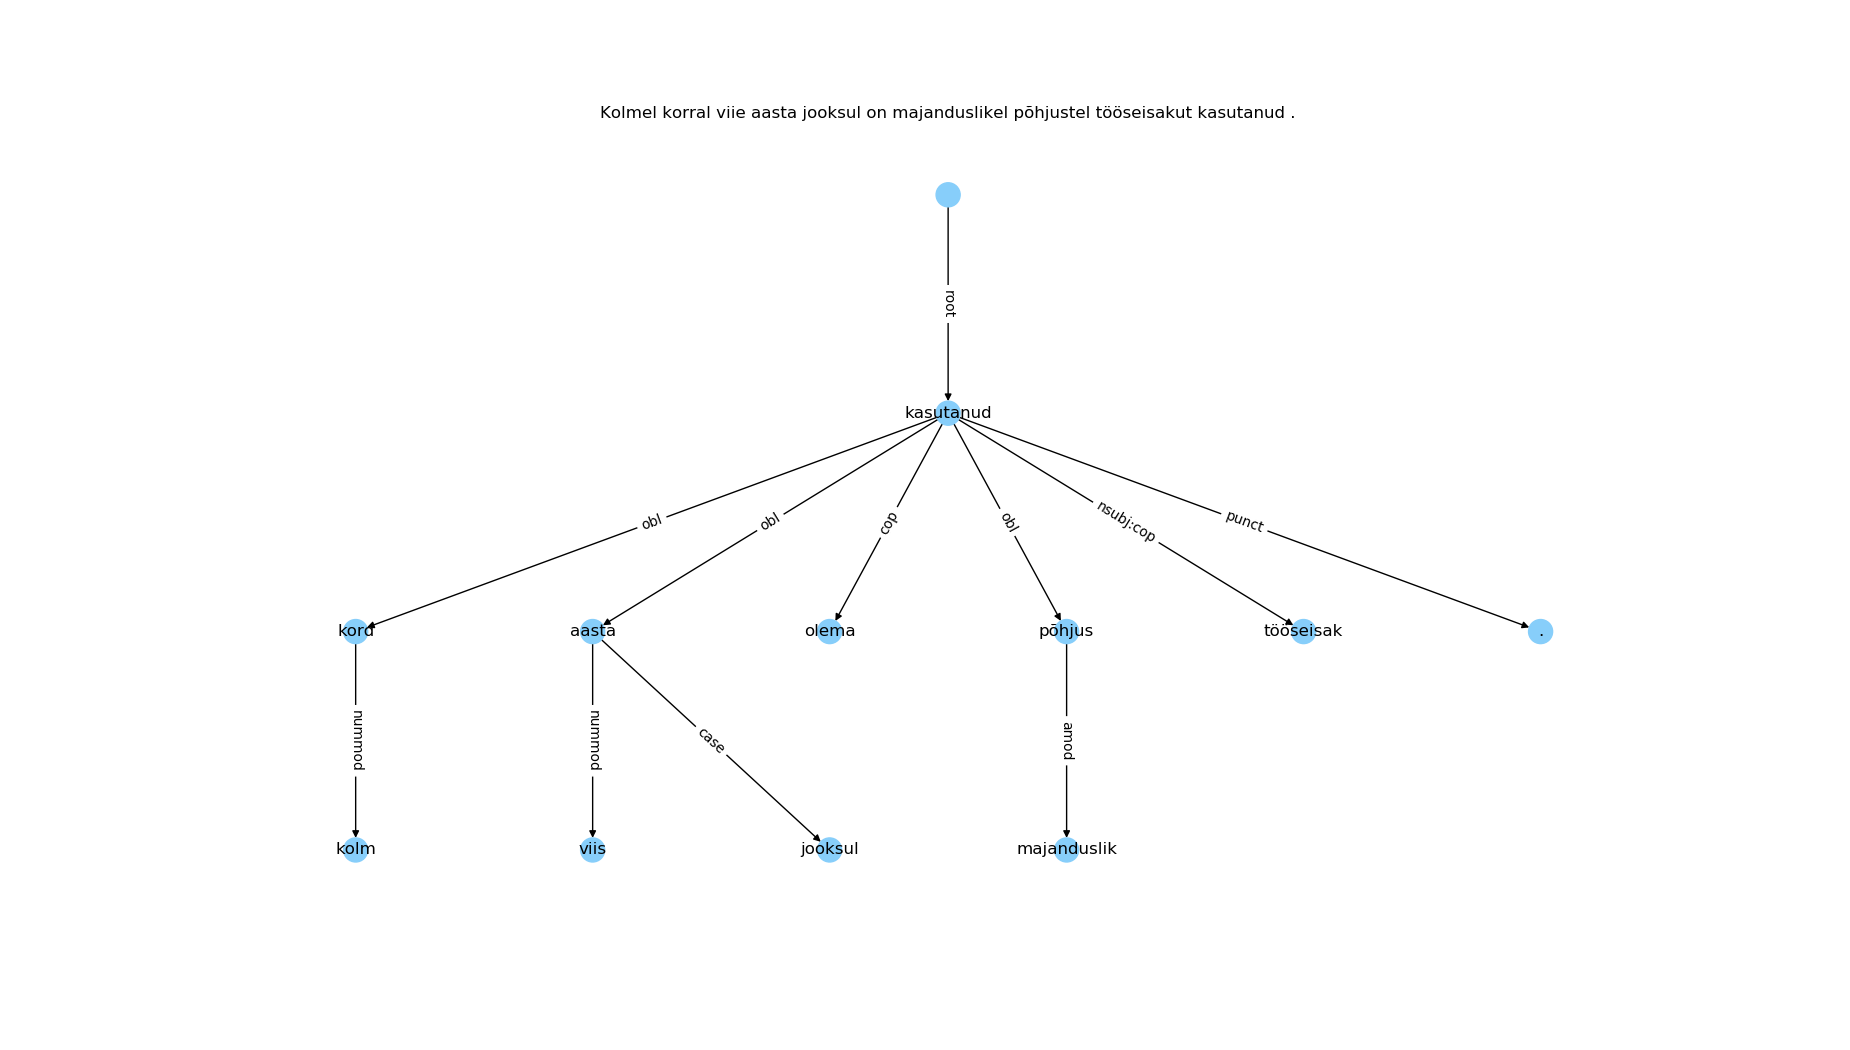 Kolmel korral viie aasta jooksul on majanduslikel põhjustel tööseisakut kasutanud .
root
kasutanud
obl obl cop obl nsubj:cop punct
kord aasta olema põhjus tööseisak .
nummod nummod case amod
kolm viis jooksul majanduslik